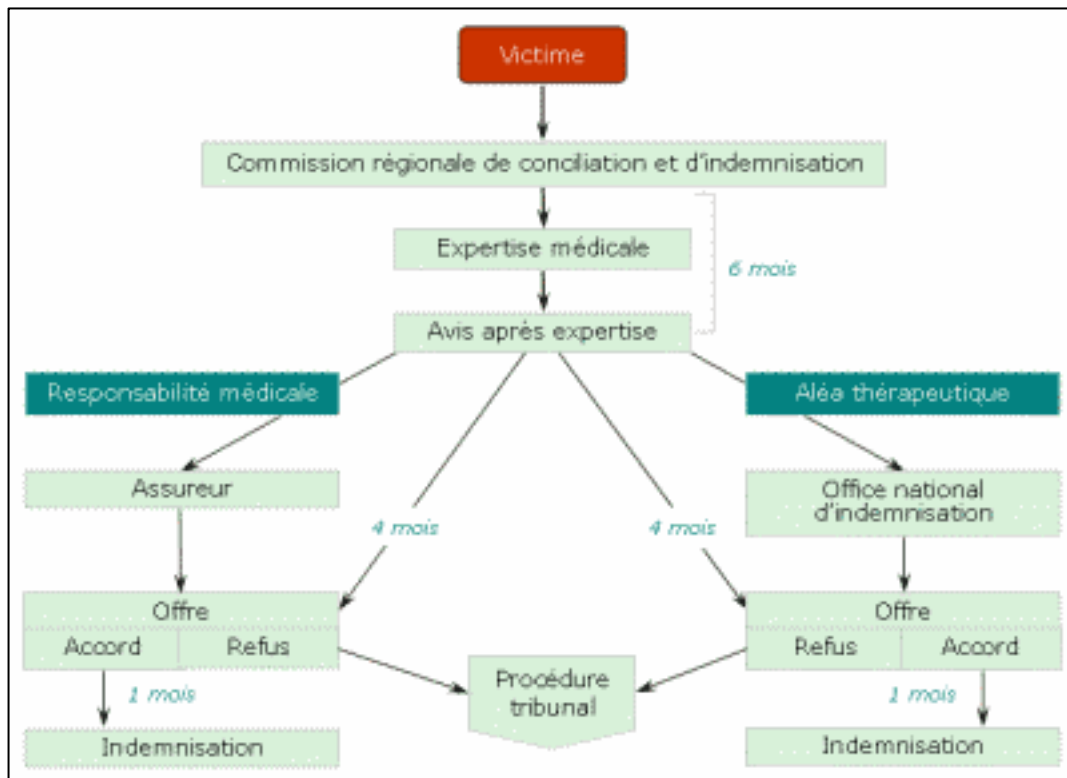 Victime
Commission régionale de conciliation et d'indemnisation
Expertise médicale
6 mois
Avis après expertise
Responsabilité médicale
Aléa thérapeutique
Assureur
Office national
d'indemnisation
4 mois
4 mois
Offre
Offre
Accord
Refus
Refus
Accord
Procédure
tribunal
1 mois
1 mois
Indemnisation
Indemnisation